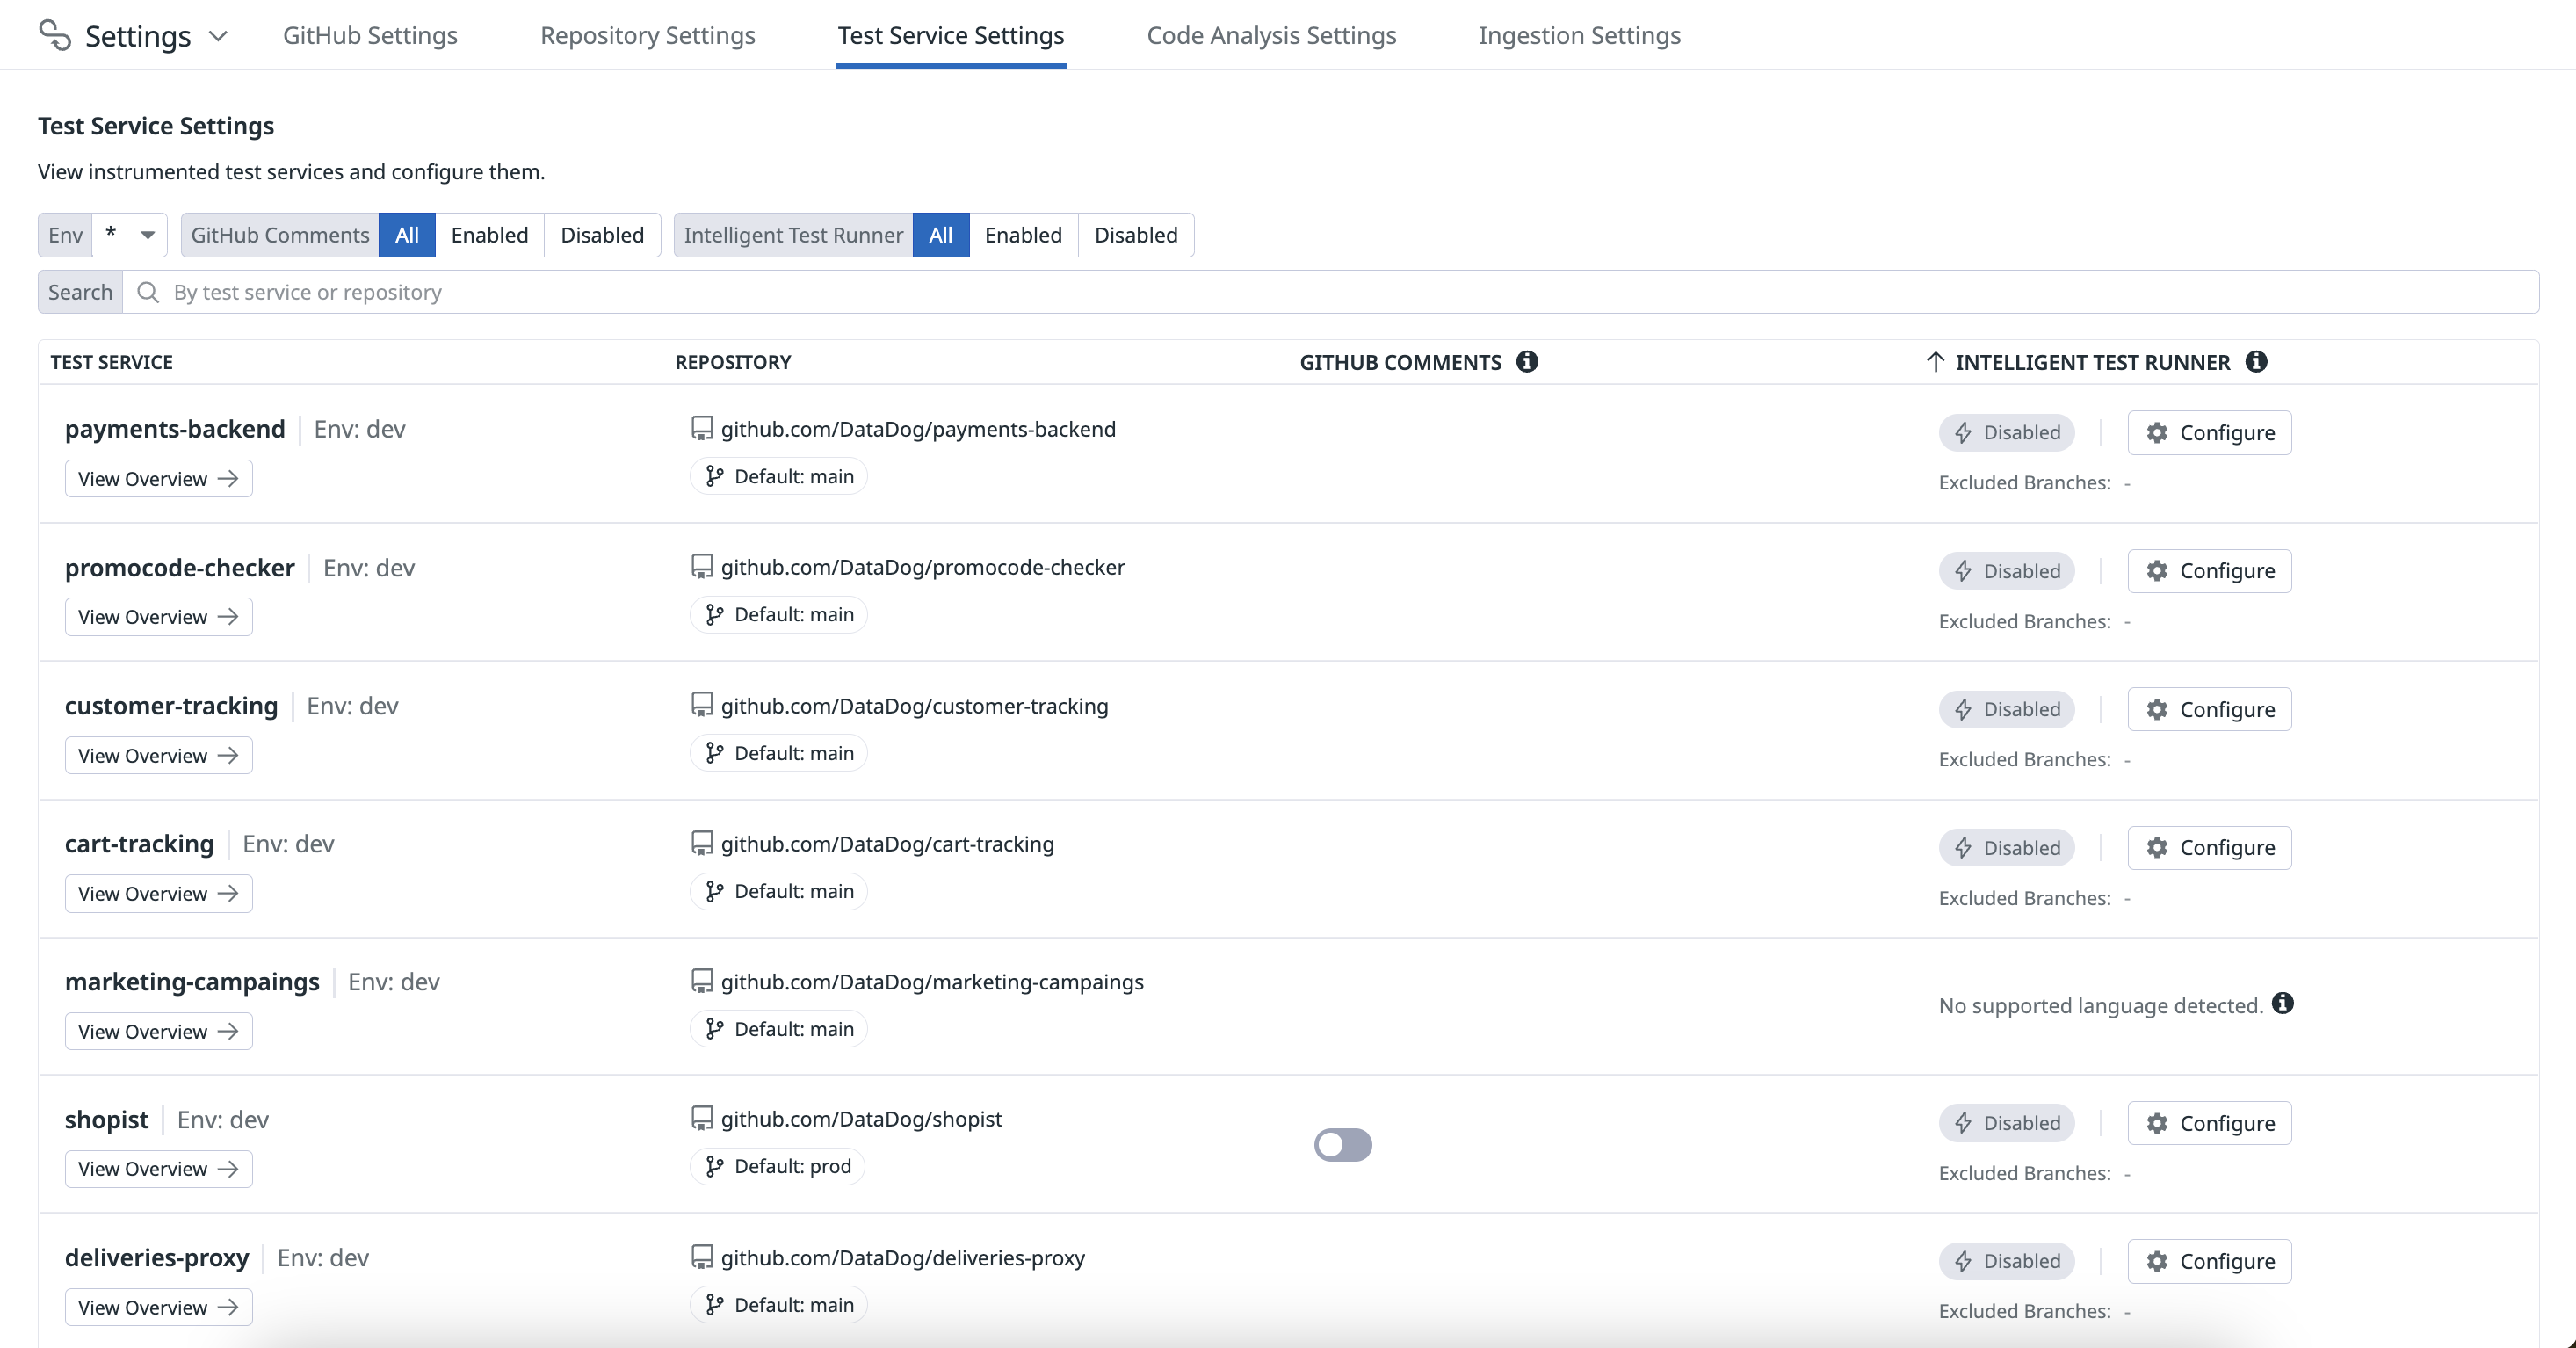 Settings GitHub Settings Repository Settings Test Service Settings Code Analysis Settings Ingestion Settings
Test Service Settings
View instrumented test services and configure them.
Env * GitHub Comments All Enabled Disabled Intelligent Test Runner All Enabled Disabled
Search By test service or repository
TEST SERVICE REPOSITORY GITHUB COMMENTS INTELLIGENT TEST RUNNER
payments-backend Env: dev github.com/DataDog/payments-backend Disabled Configure
View Overview Default: main Excluded Branches: -
promocode-checker Env: dev github.com/DataDog/promocode-checker Disabled Configure
View Overview Default: main Excluded Branches: -
customer-tracking Env: dev github.com/DataDog/customer-tracking Disabled Configure
View Overview Default: main Excluded Branches: -
cart-tracking Env: dev github.com/DataDog/cart-tracking Disabled Configure
View Overview Default: main Excluded Branches: -
marketing-campaings Env: dev github.com/DataDog/marketing-campaings No supported language detected.
View Overview Default: main
shopist Env: dev github.com/DataDog/shopist Disabled Configure
View Overview Default: prod Excluded Branches: -
deliveries-proxy Env: dev github.com/DataDog/deliveries-proxy Disabled Configure
View Overview Default: main Excluded Branches: -